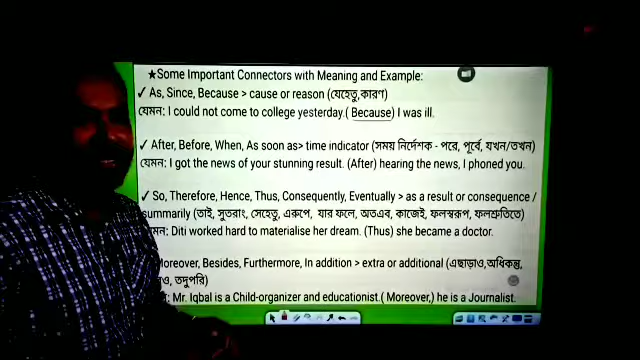 ★Some Important Connectors with Meaning and Example:
✓ As, Since, Because > cause or reason (যেহেতু,কারণ)
যেমন: I could not come to college yesterday.( Because) I was ill.
✓ After, Before, When, As soon as> time indicator (সময় নির্দেশক - পরে, পূর্বে, যখন/তখন)
যেমন: I got the news of your stunning result. (After) hearing the news, I phoned you.
✓ So, Therefore, Hence, Thus, Consequently, Eventually > as a result or consequence /
summarily (তাই, সুতরাং, সেহেতু, এরুপে, যার ফলে, অতএব, কাজেই, ফলস্বরূপ, ফলশ্রুতিতে)
যেমন: Diti worked hard to materialise her dream. (Thus) she became a doctor.
Moreover, Besides, Furthermore, In addition > extra or additional (এছাড়াও,অধিকন্তু,
তদুপরি)
Mr. Iqbal is a Child-organizer and educationist.( Moreover,) he is a Journalist.